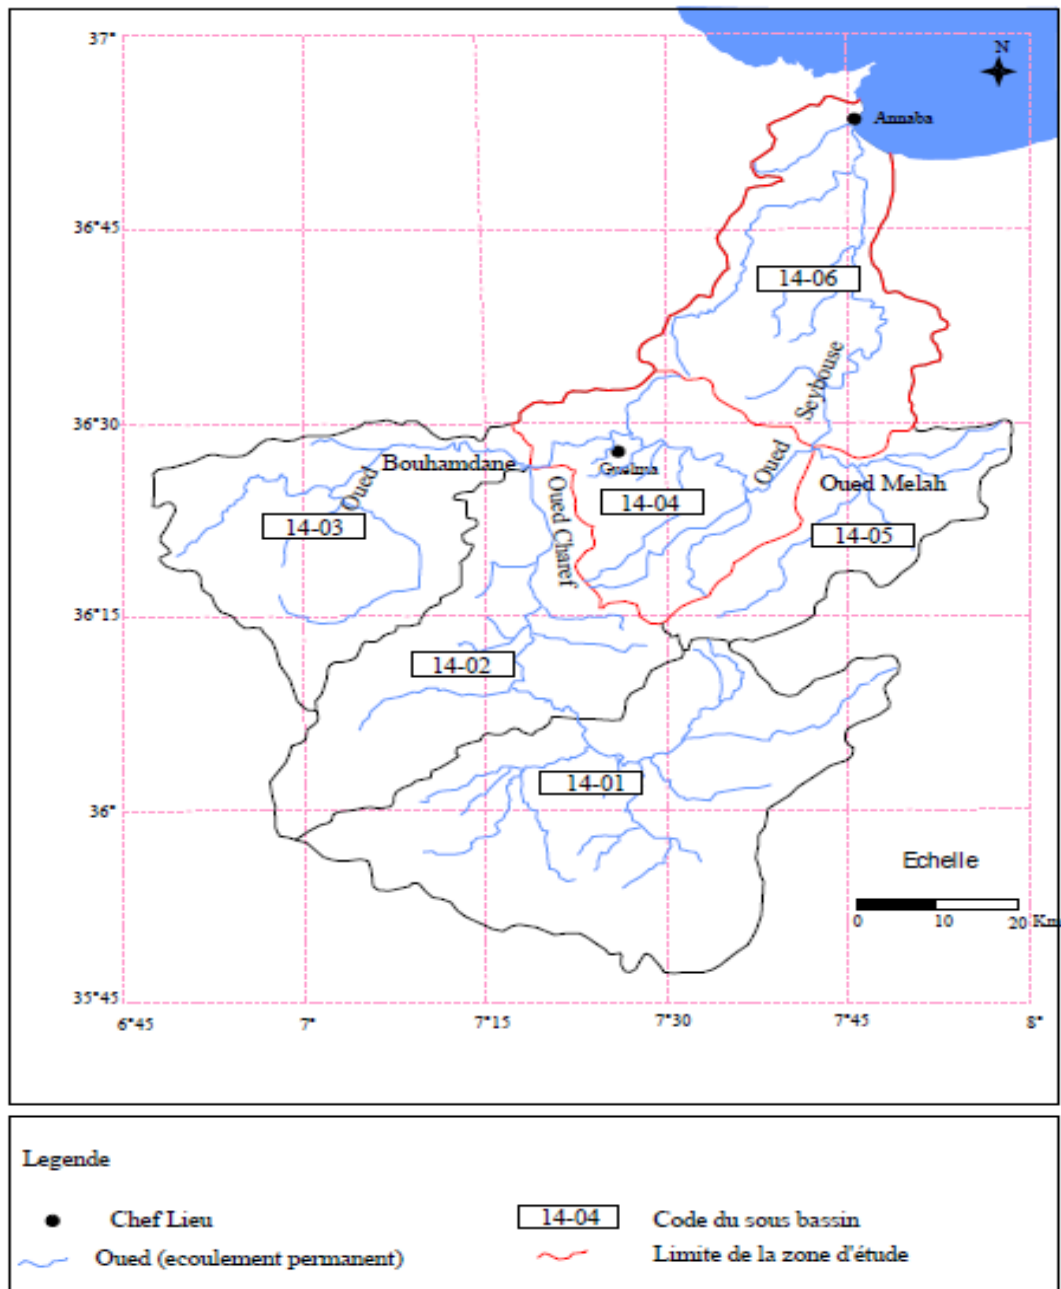 37°
N
Annaba
36°45
14-06
Seybouse
36°30
Bouhamdane
Guelma
Oued
Oued
Oued Melah
14-04
14-03
Oued Charef
14-05
36°15
14-02
14-01
36°
Echelle
0 10 20 Km
35°45
6°45 7° 7°15 7°30 7°45 8°
Legende
Chef Lieu
14-04 Code du sous bassin
Oued (ecoulement permanent)
Limite de la zone d'étude